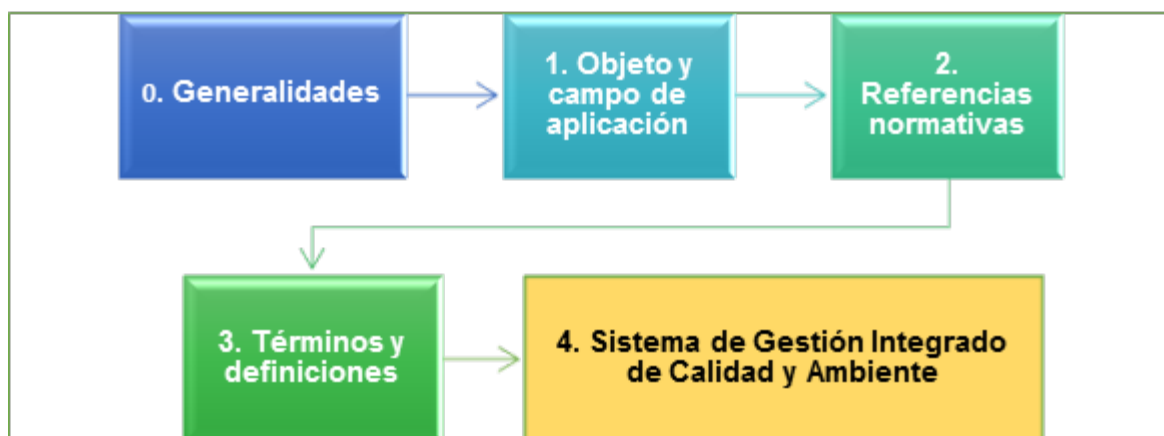 0. Generalidades
1. Objeto y
campo de
aplicación
2.
Referencias
normativas
3. Términos y
definiciones
4. Sistema de Gestión Integrado
de Calidad y Ambiente